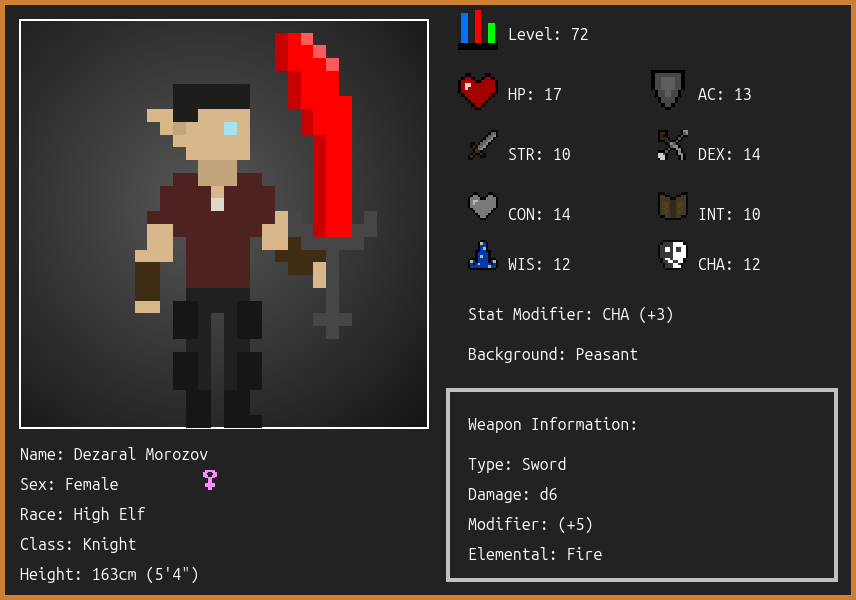 Level: 72
HP: 17
AC: 13
STR: 10
DEX: 14
CON: 14
INT: 10
WIS: 12
CHA: 12
Stat Modifier: CHA (+3)
Background: Peasant
Weapon Information:
Type: Sword
Damage: d6
Modifier: (+5)
Elemental: Fire
Name: Dezaral Morozov
Sex: Female
Race: High Elf
Class: Knight
Height: 163cm (5'4")